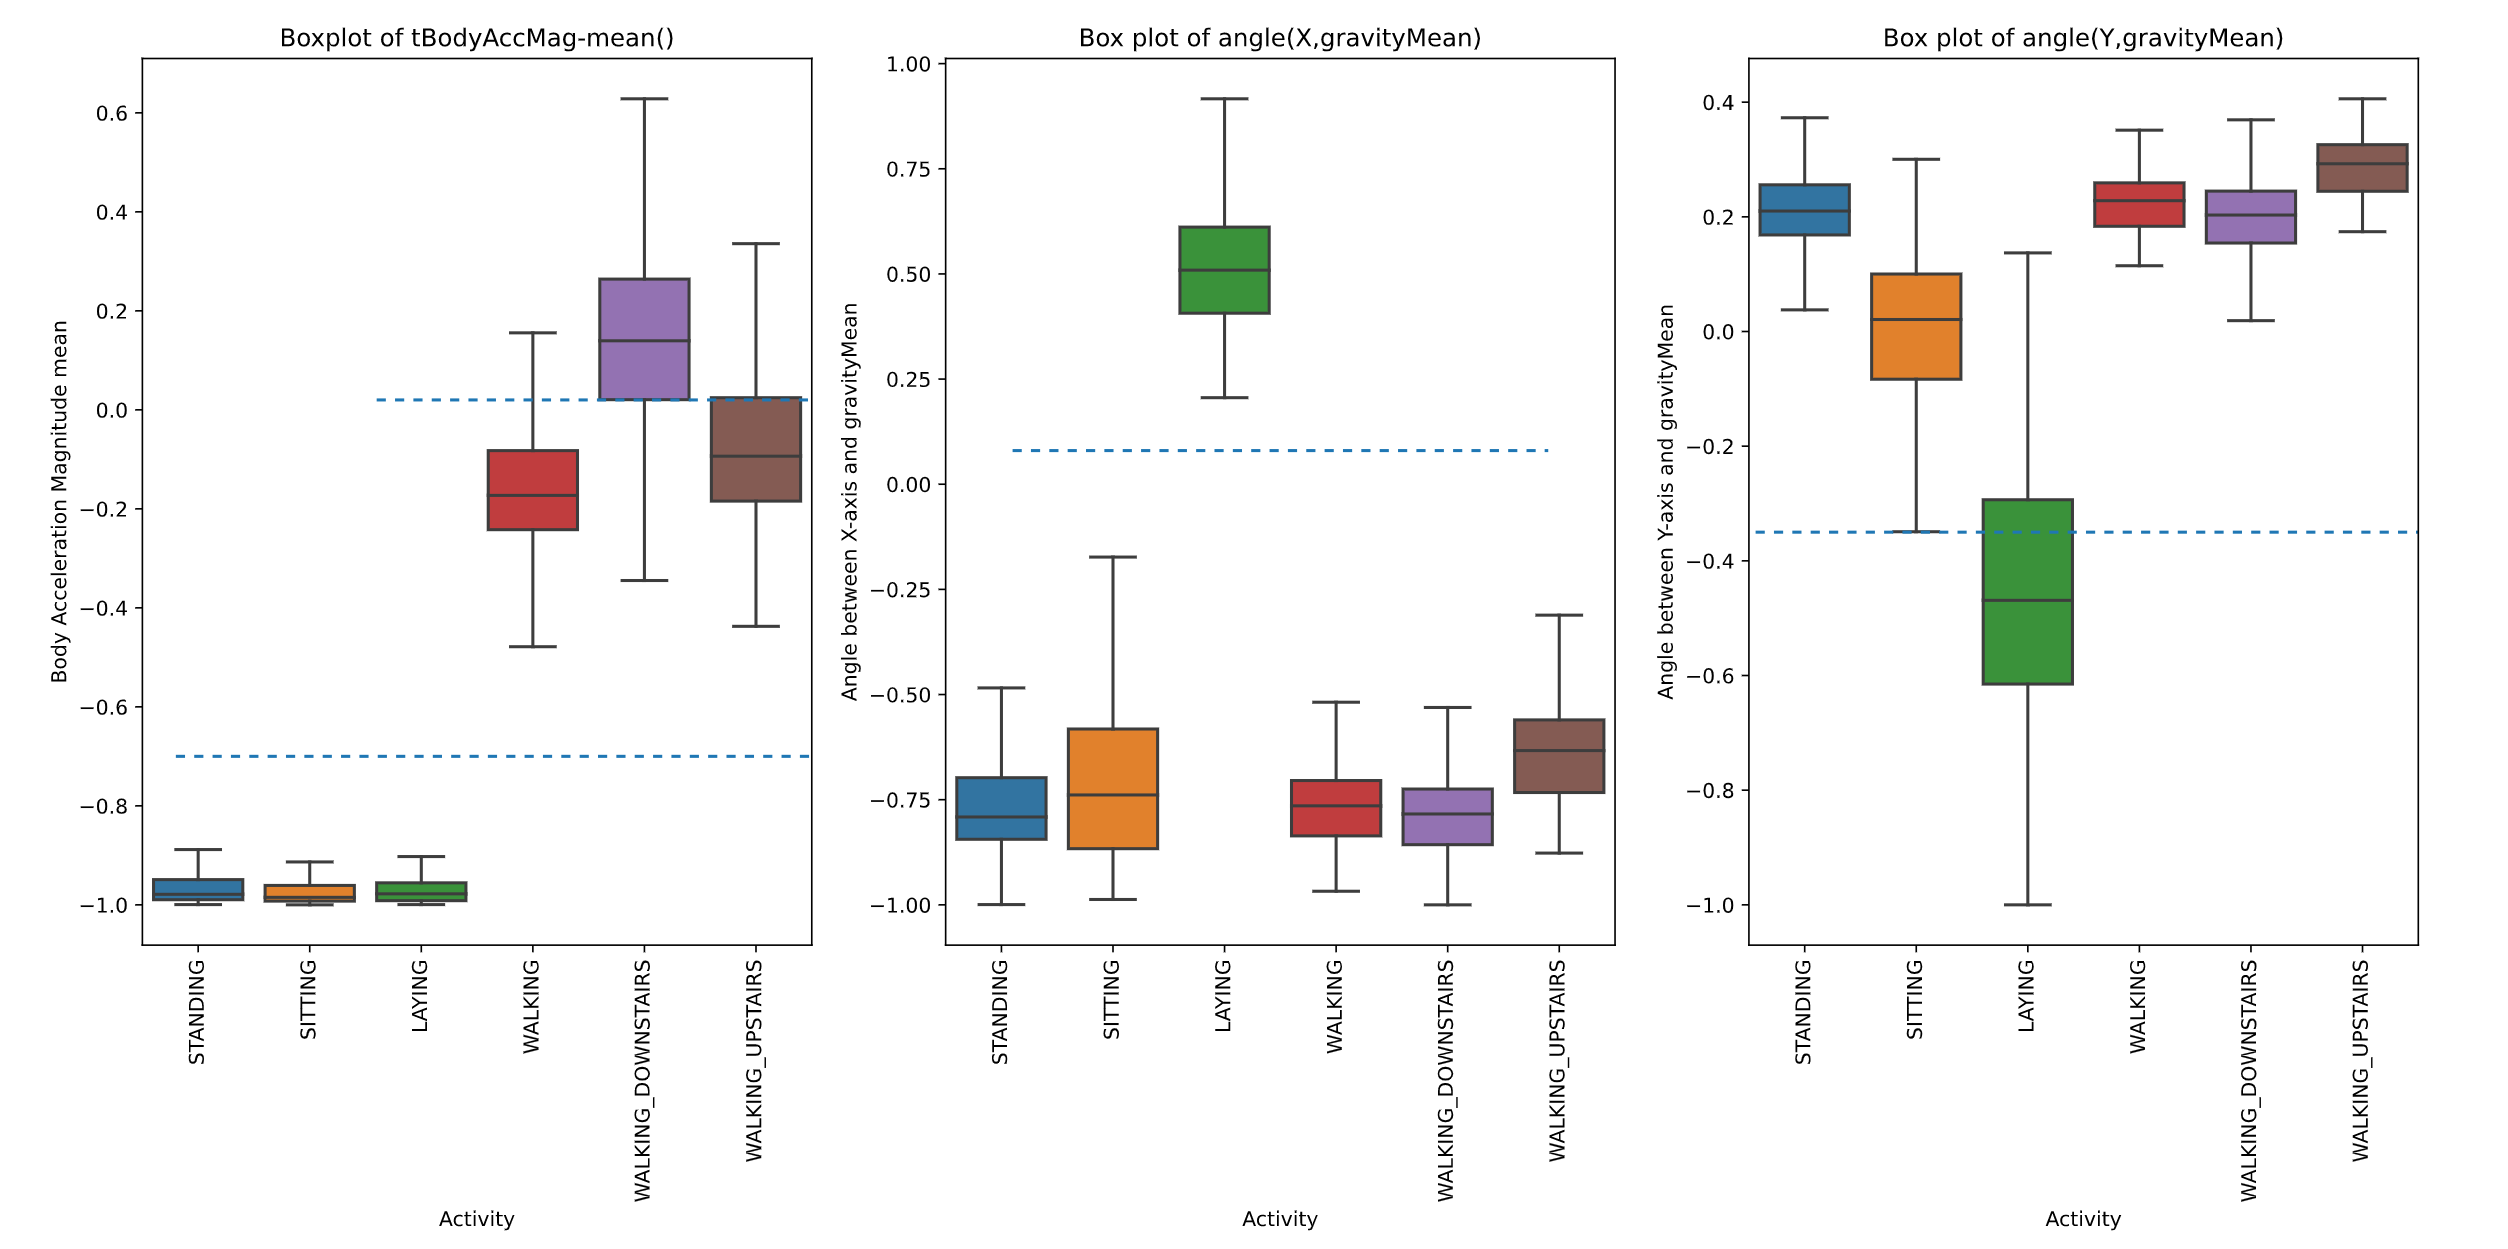 Boxplot of tBodyAccMag-mean()
Body Acceleration Magnitude mean
0.6
0.4
0.2
0.0
−0.2
−0.4
−0.6
−0.8
−1.0
STANDING
SITTING
LAYING
WALKING
WALKING_DOWNSTAIRS
WALKING_UPSTAIRS
Activity
Box plot of angle(X,gravityMean)
Angle between X-axis and gravityMean
1.00
0.75
0.50
0.25
0.00
−0.25
−0.50
−0.75
−1.00
STANDING
SITTING
LAYING
WALKING
WALKING_DOWNSTAIRS
WALKING_UPSTAIRS
Activity
Box plot of angle(Y,gravityMean)
Angle between Y-axis and gravityMean
0.4
0.2
0.0
−0.2
−0.4
−0.6
−0.8
−1.0
STANDING
SITTING
LAYING
WALKING
WALKING_DOWNSTAIRS
WALKING_UPSTAIRS
Activity